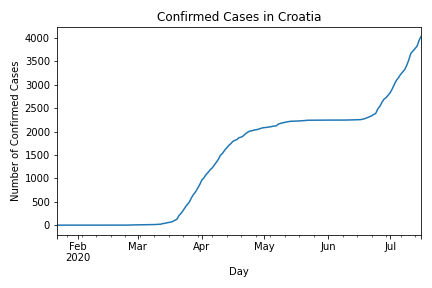 Confirmed Cases in Croatia
Number of Confirmed Cases
4000
3500
3000
2500
2000
1500
1000
500
0
Feb Mar Apr May Jun Jul
2020
Day